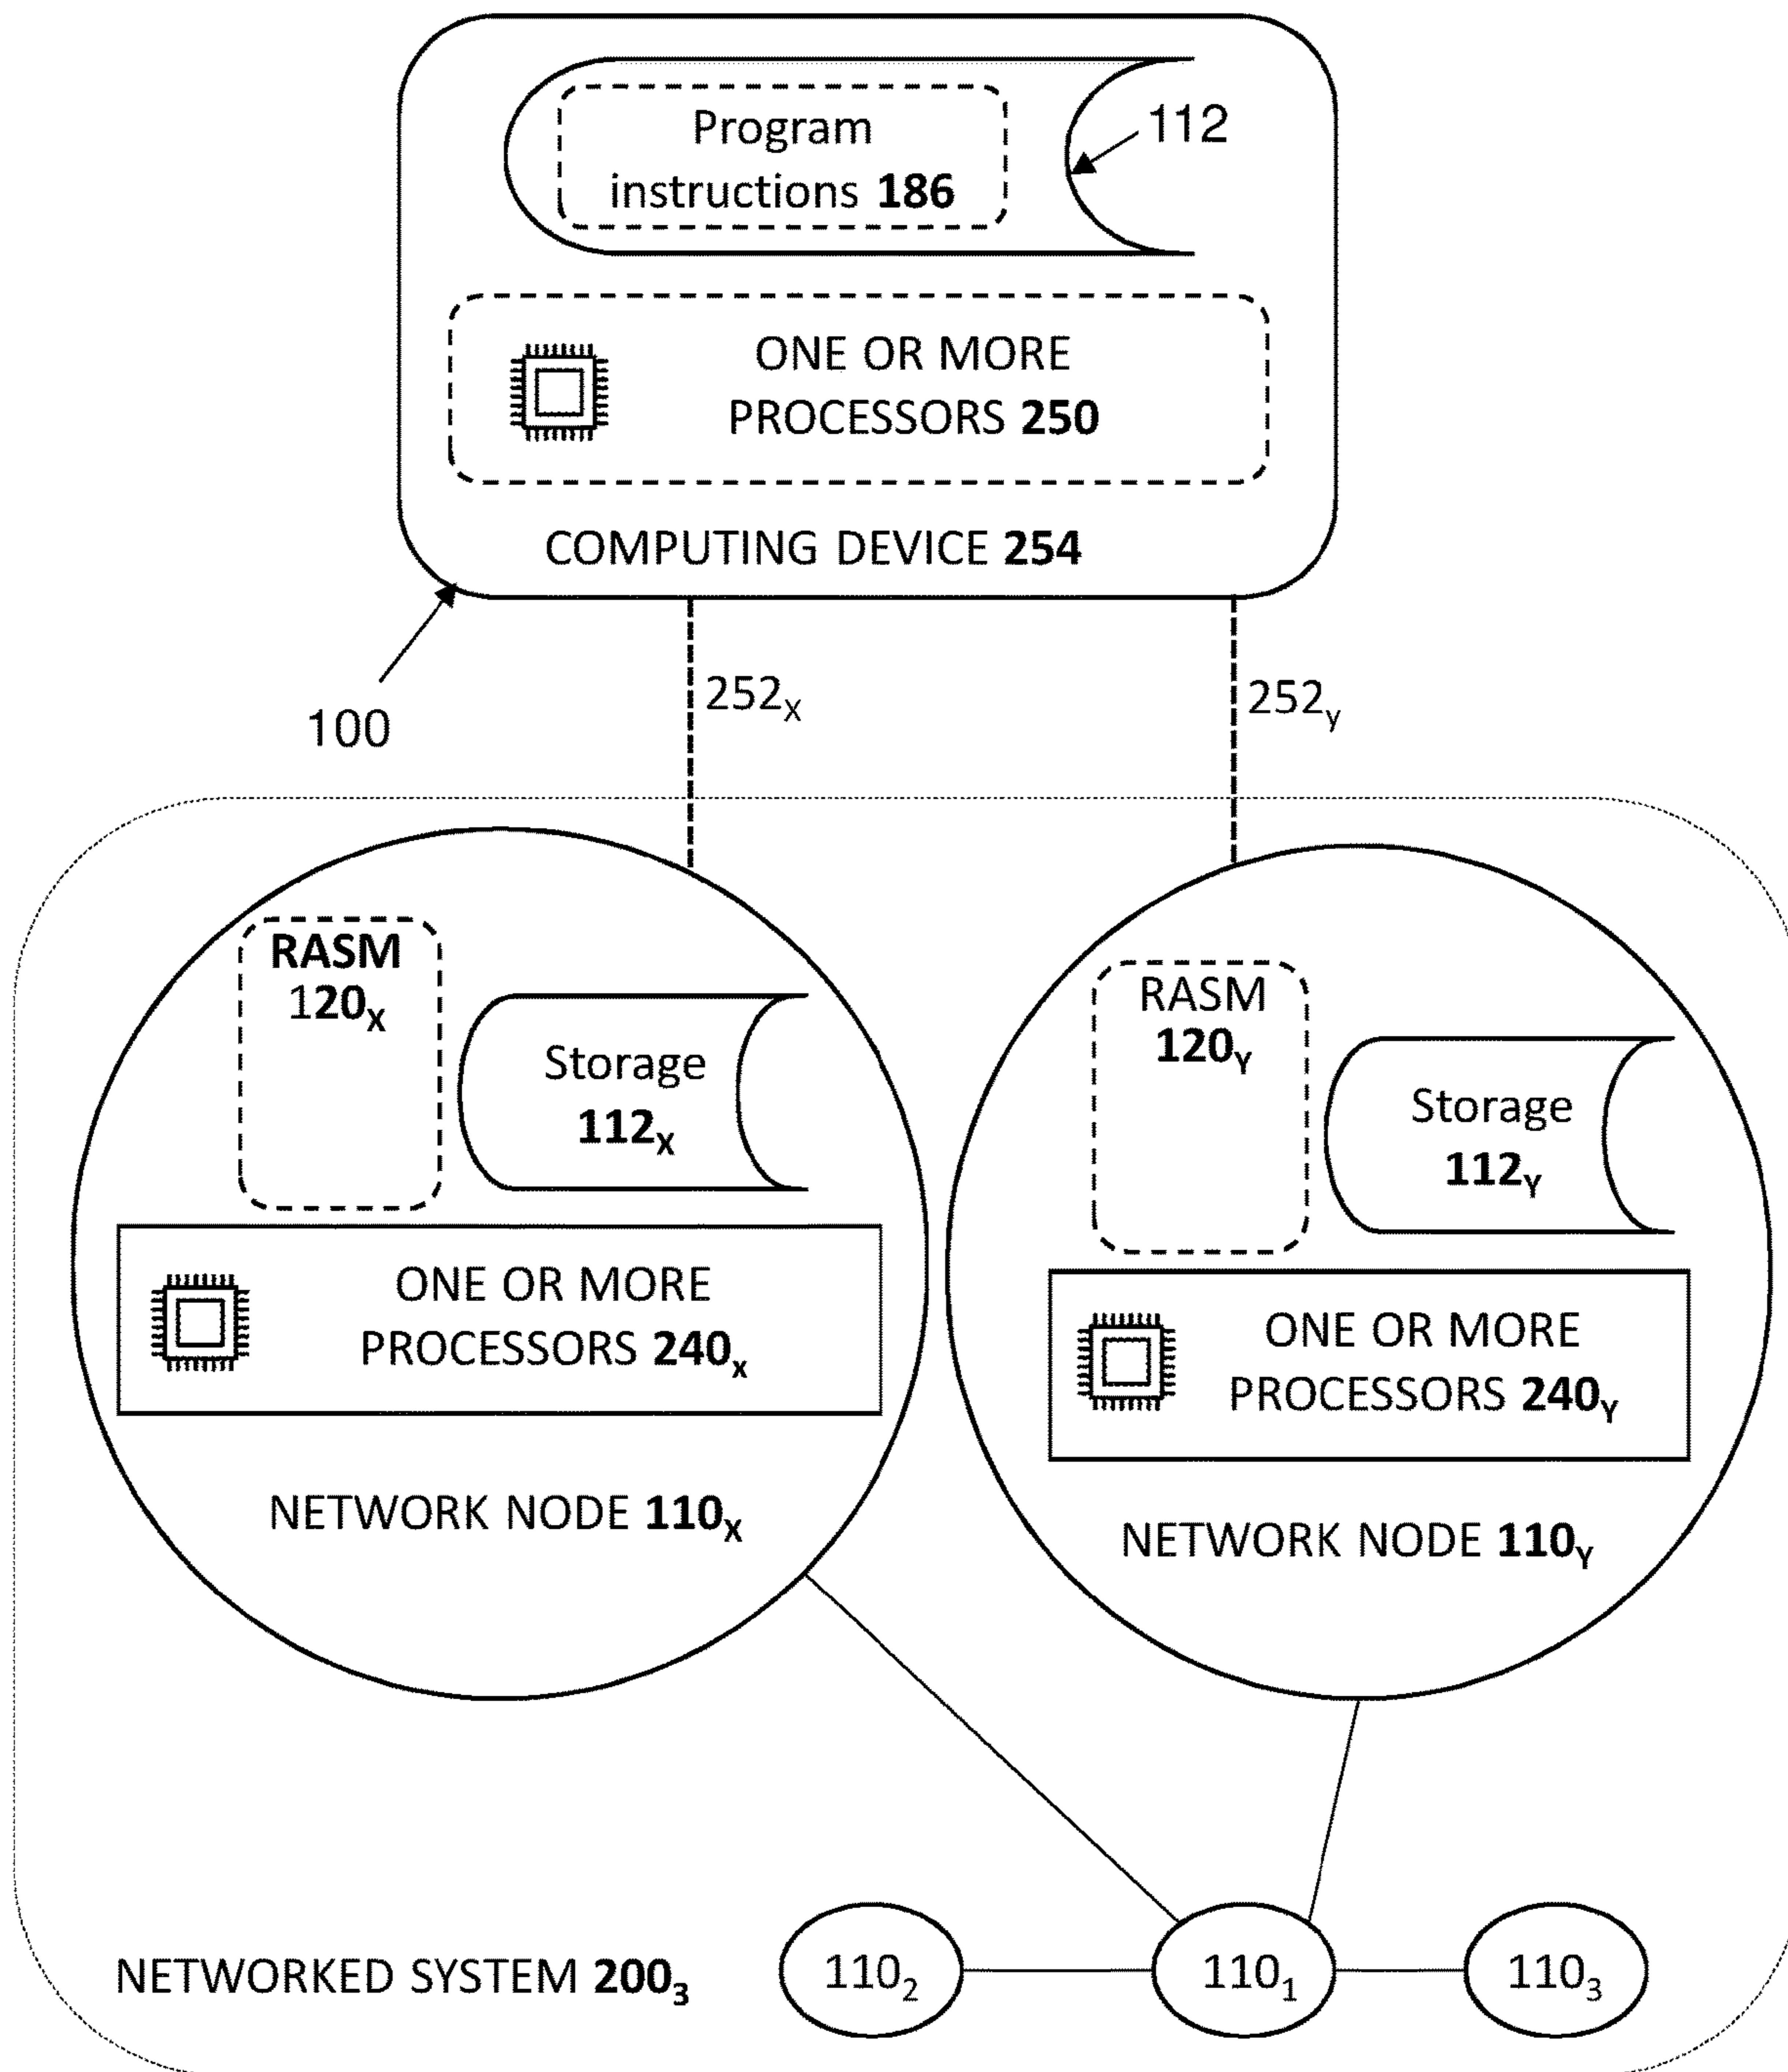 Program
instructions 186
112
ONE OR MORE
PROCESSORS 250
COMPUTING DEVICE 254
100
252X
252y
RASM
120X
Storage
112X
ONE OR MORE
PROCESSORS 240x
NETWORK NODE 110X
RASM
120Y
Storage
112Y
ONE OR MORE
PROCESSORS 240Y
NETWORK NODE 110Y
NETWORKED SYSTEM 2003
1102
1101
1103